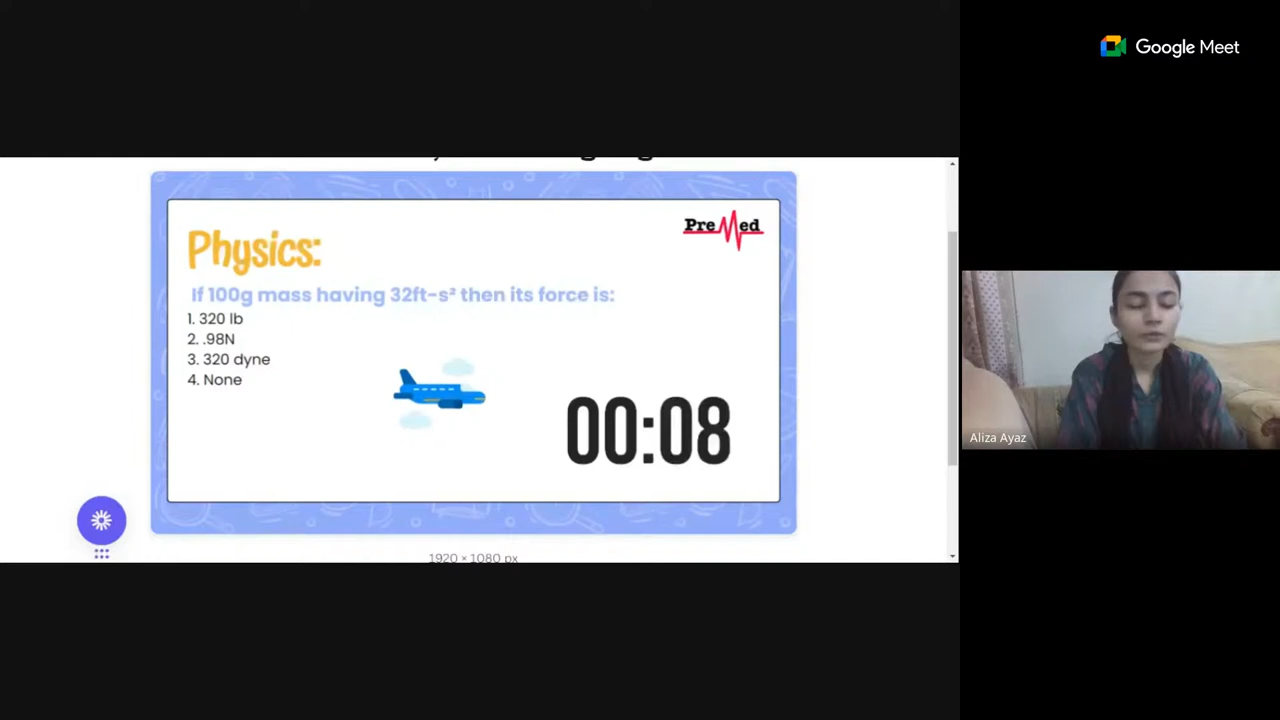 Google Meet
PreMed
Physics:
If 100g mass having 32ft-s² then its force is:
1. 320 lb
2. .98N
3. 320 dyne
4. None
00:08
Aliza Ayaz
1920 × 1080 px